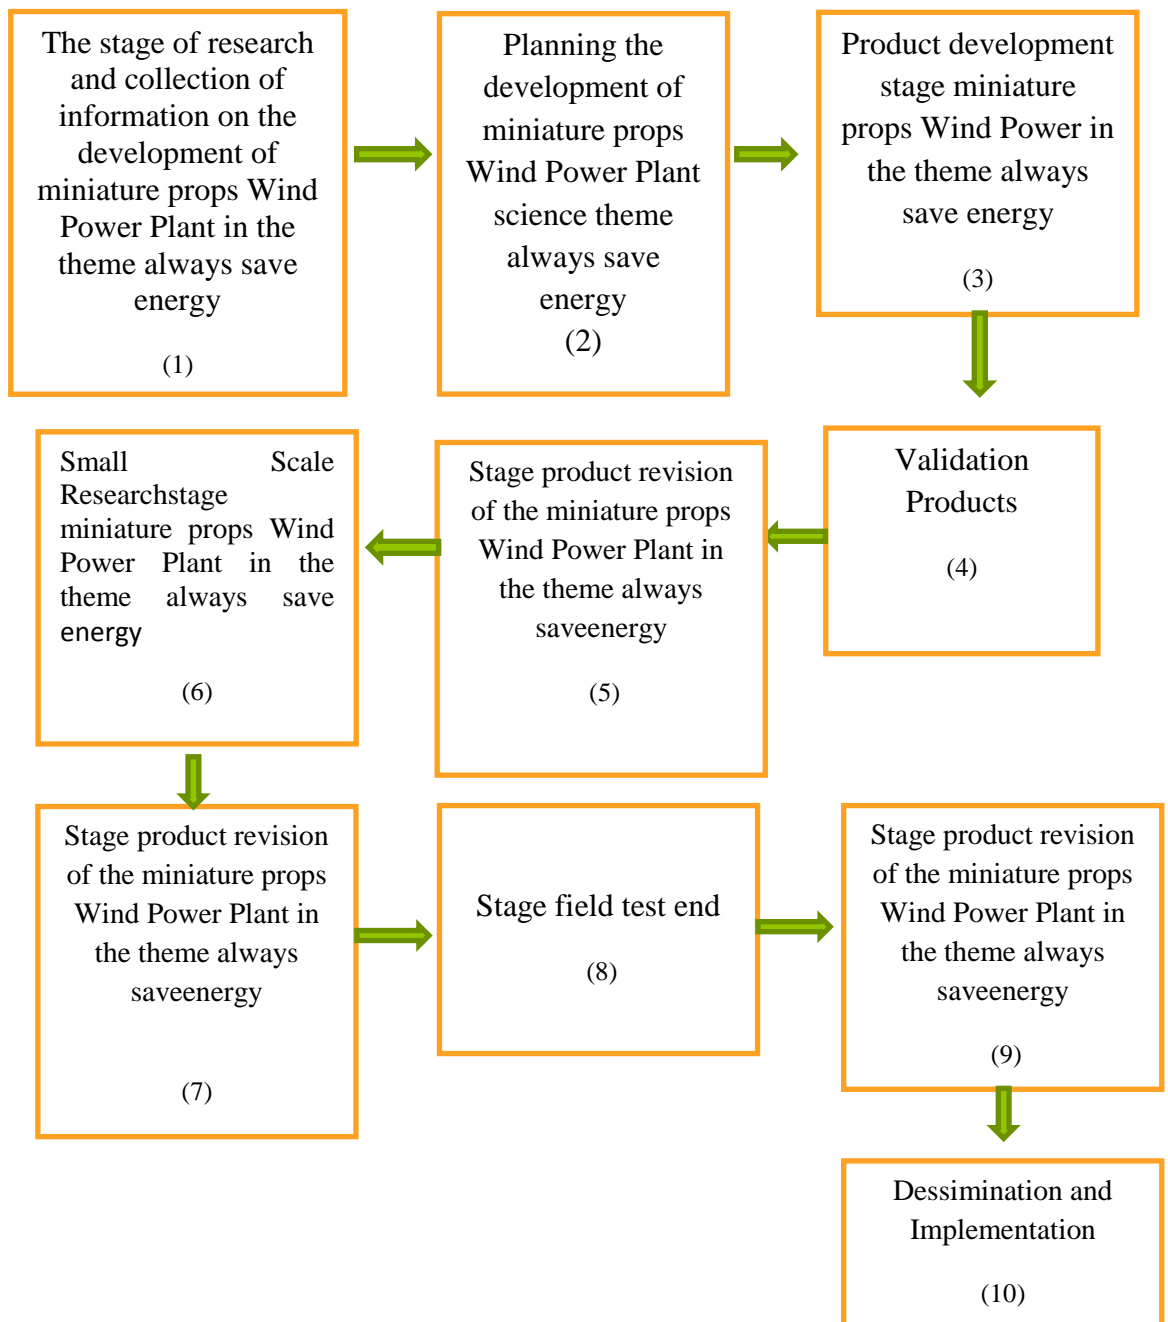 The stage of research
and collection of
information on the
development of
miniature props Wind
Power Plant in the
theme always save
energy
(1)
Planning the
development of
miniature props
Wind Power Plant
science theme
always save
energy
(2)
Product development
stage miniature
props Wind Power in
the theme always
save energy
(3)
Validation
Products
(4)
Stage product revision
of the miniature props
Wind Power Plant in
the theme always
saveenergy
(5)
Small Scale
Researchstage
miniature props Wind
Power Plant in the
theme always save
energy
(6)
Stage product revision
of the miniature props
Wind Power Plant in
the theme always
saveenergy
(7)
Stage field test end
(8)
Stage product revision
of the miniature props
Wind Power Plant in
the theme always
saveenergy
(9)
Dessimination and
Implementation
(10)